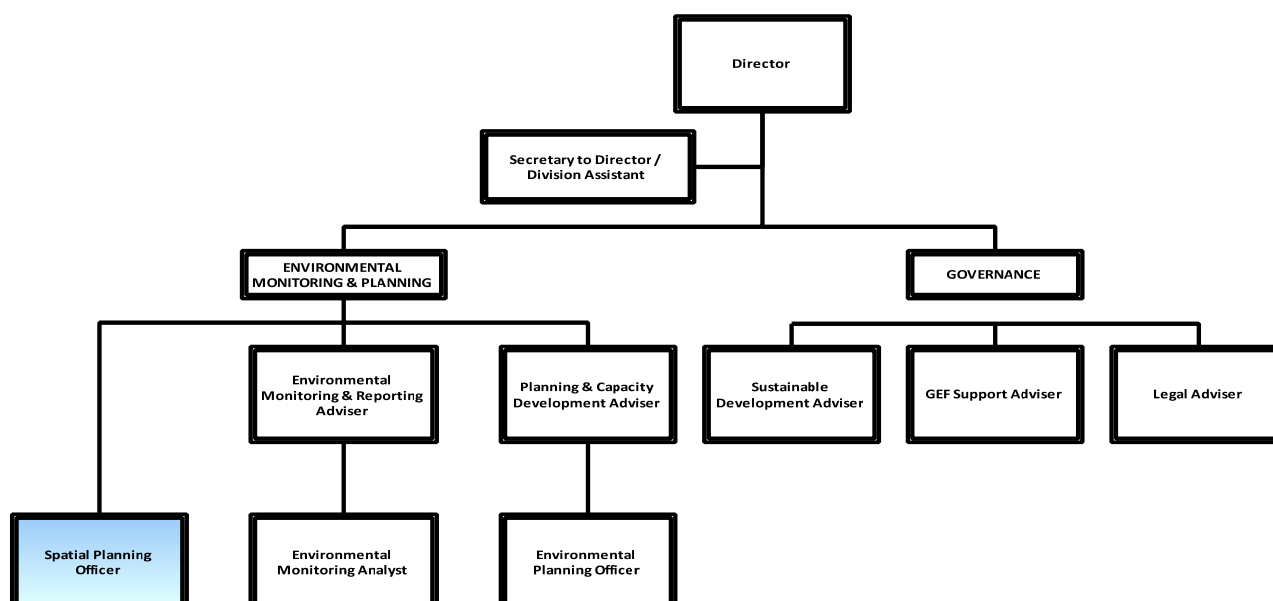 Director
Secretary to Director /
Division Assistant
ENVIRONMENTAL
MONITORING & PLANNING
GOVERNANCE
Environmental
Monitoring & Reporting
Adviser
Planning & Capacity
Development Adviser
Sustainable
Development Adviser
GEF Support Adviser
Legal Adviser
Spatial Planning
Officer
Environmental
Monitoring Analyst
Environmental
Planning Officer